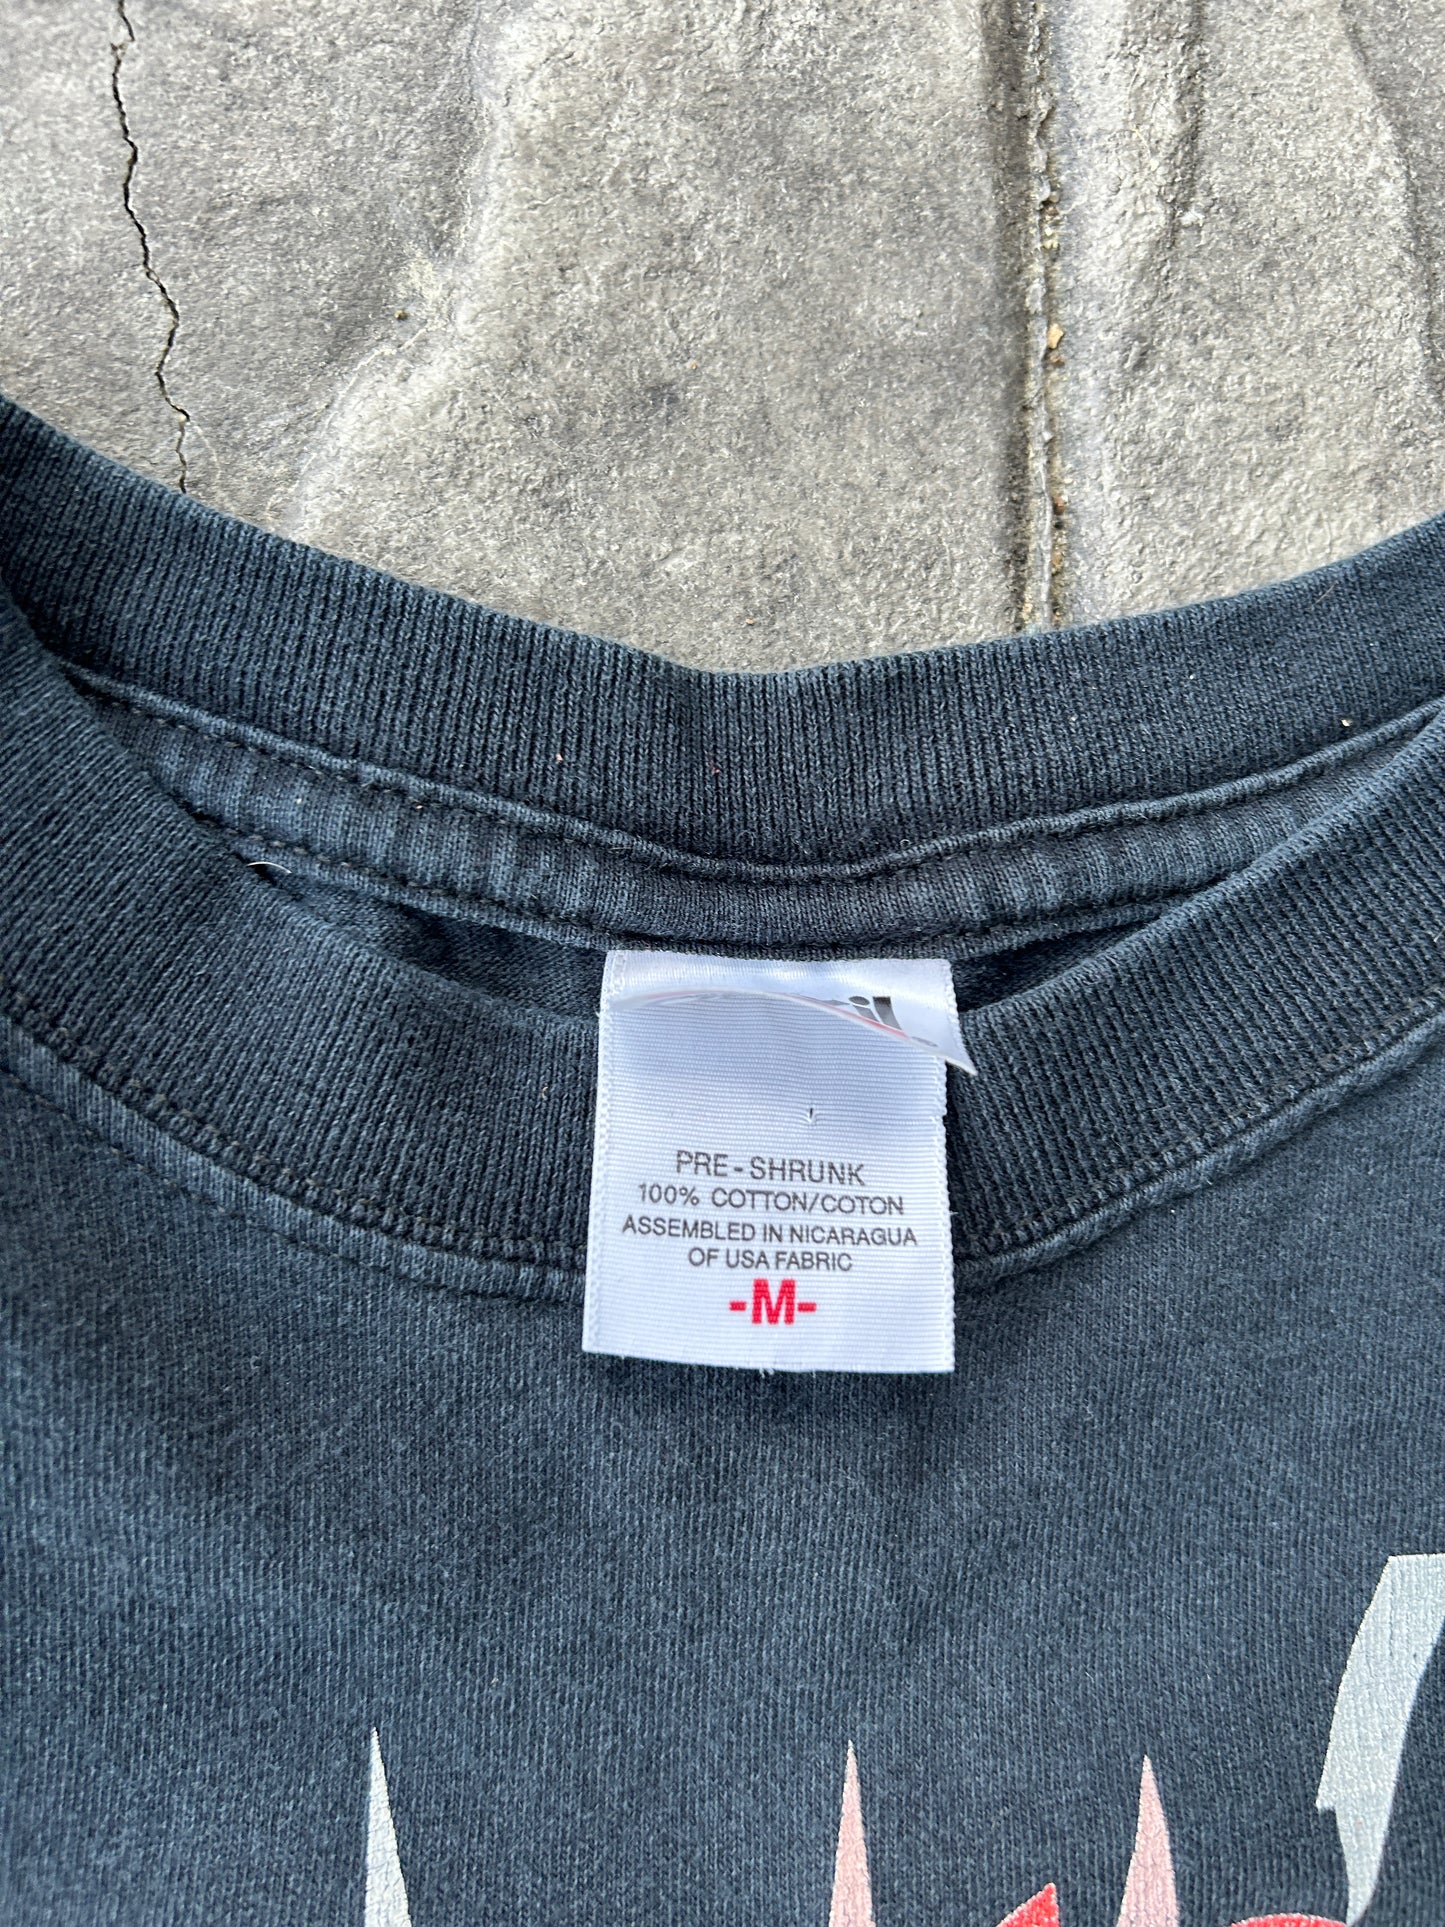 PRE-SHRUNK
100% COTTON/COTON
ASSEMBLED IN NICARAGUA
OF USA FABRIC
-M-